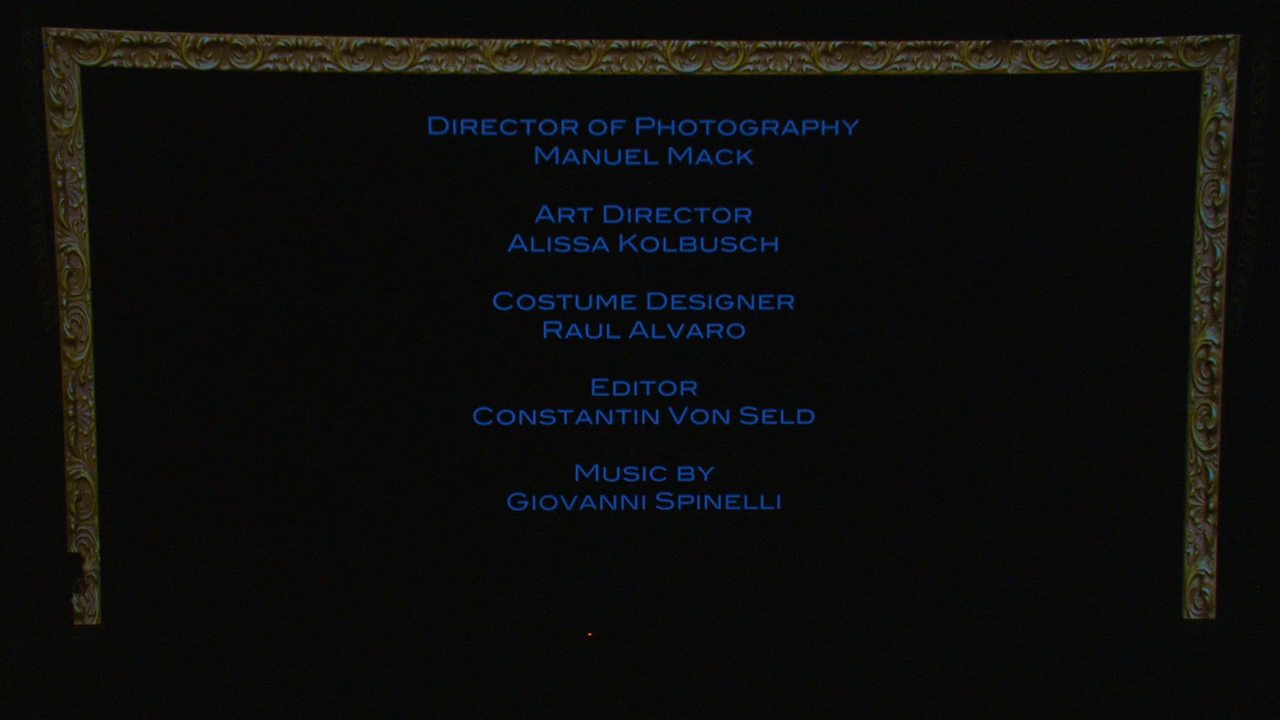 Director of Photography
Manuel Mack
Art Director
Alissa Kolbusch
Costume Designer
Raul Alvaro
Editor
Constantin Von Seld
Music by
Giovanni Spinelli